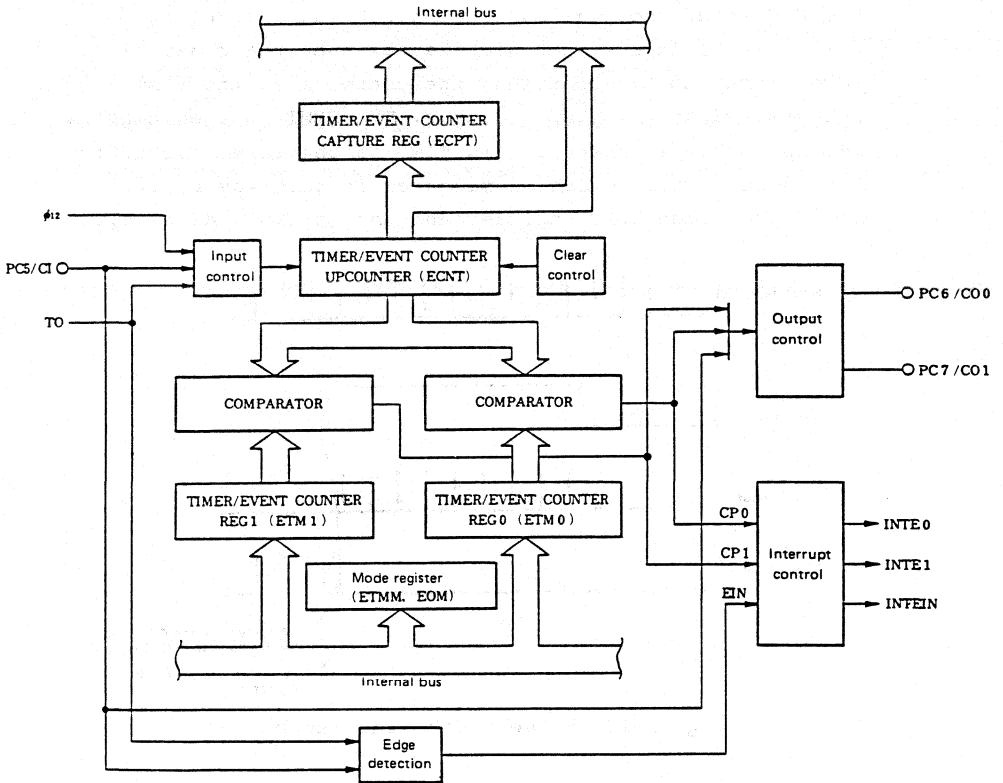 Internal bus
TIMER/EVENT COUNTER
CAPTURE REG (ECPT)
ϕ12
PC5/CI
TO
Input
control
TIMER/EVENT COUNTER
UPCOUNTER (ECNT)
Clear
control
Output
control
PC6/CO0
PC7/CO1
COMPARATOR
COMPARATOR
TIMER/EVENT COUNTER
REG1 (ETM1)
TIMER/EVENT COUNTER
REG0 (ETM0)
Mode register
(ETMM. EOM)
CP0
CP1
EIN
Interrupt
control
INTE0
INTE1
INTEIN
Internal bus
Edge
detection